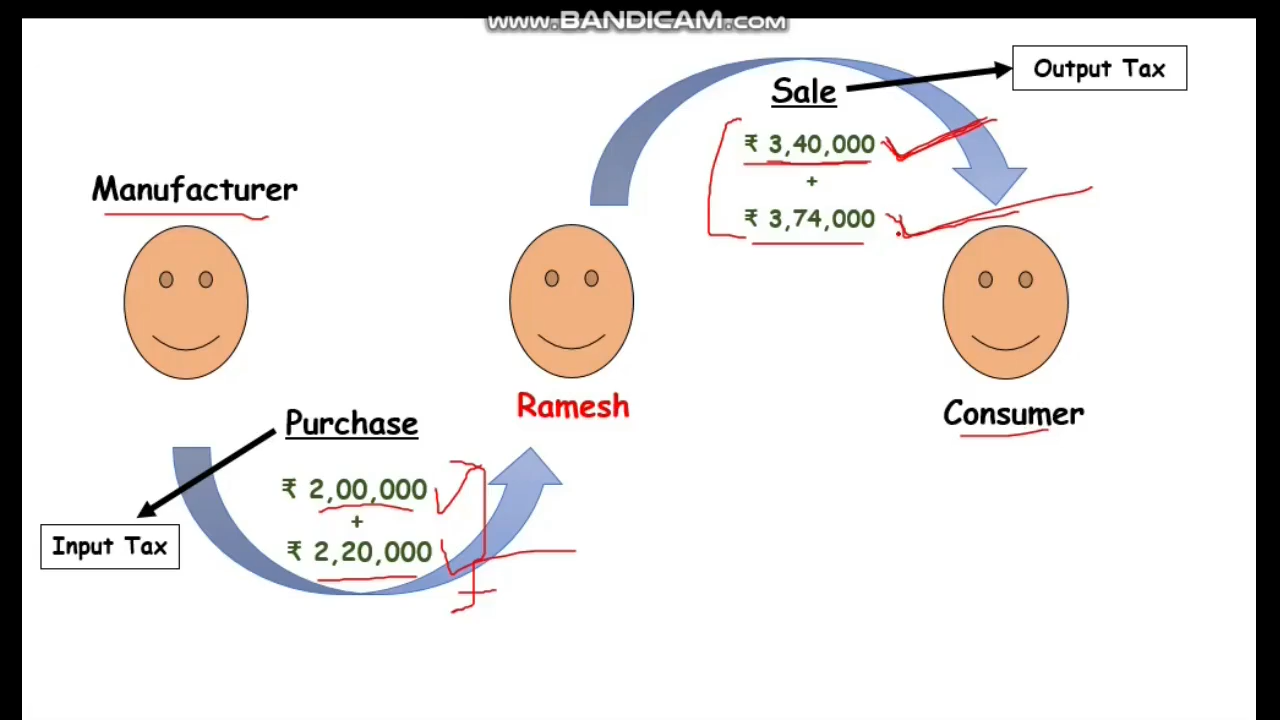 WWW.BANDICAM.COM
Output Tax
Sale
₹ 3,40,000
+
₹ 3,74,000
Manufacturer
Ramesh
Consumer
Purchase
₹ 2,00,000
+
₹ 2,20,000
Input Tax